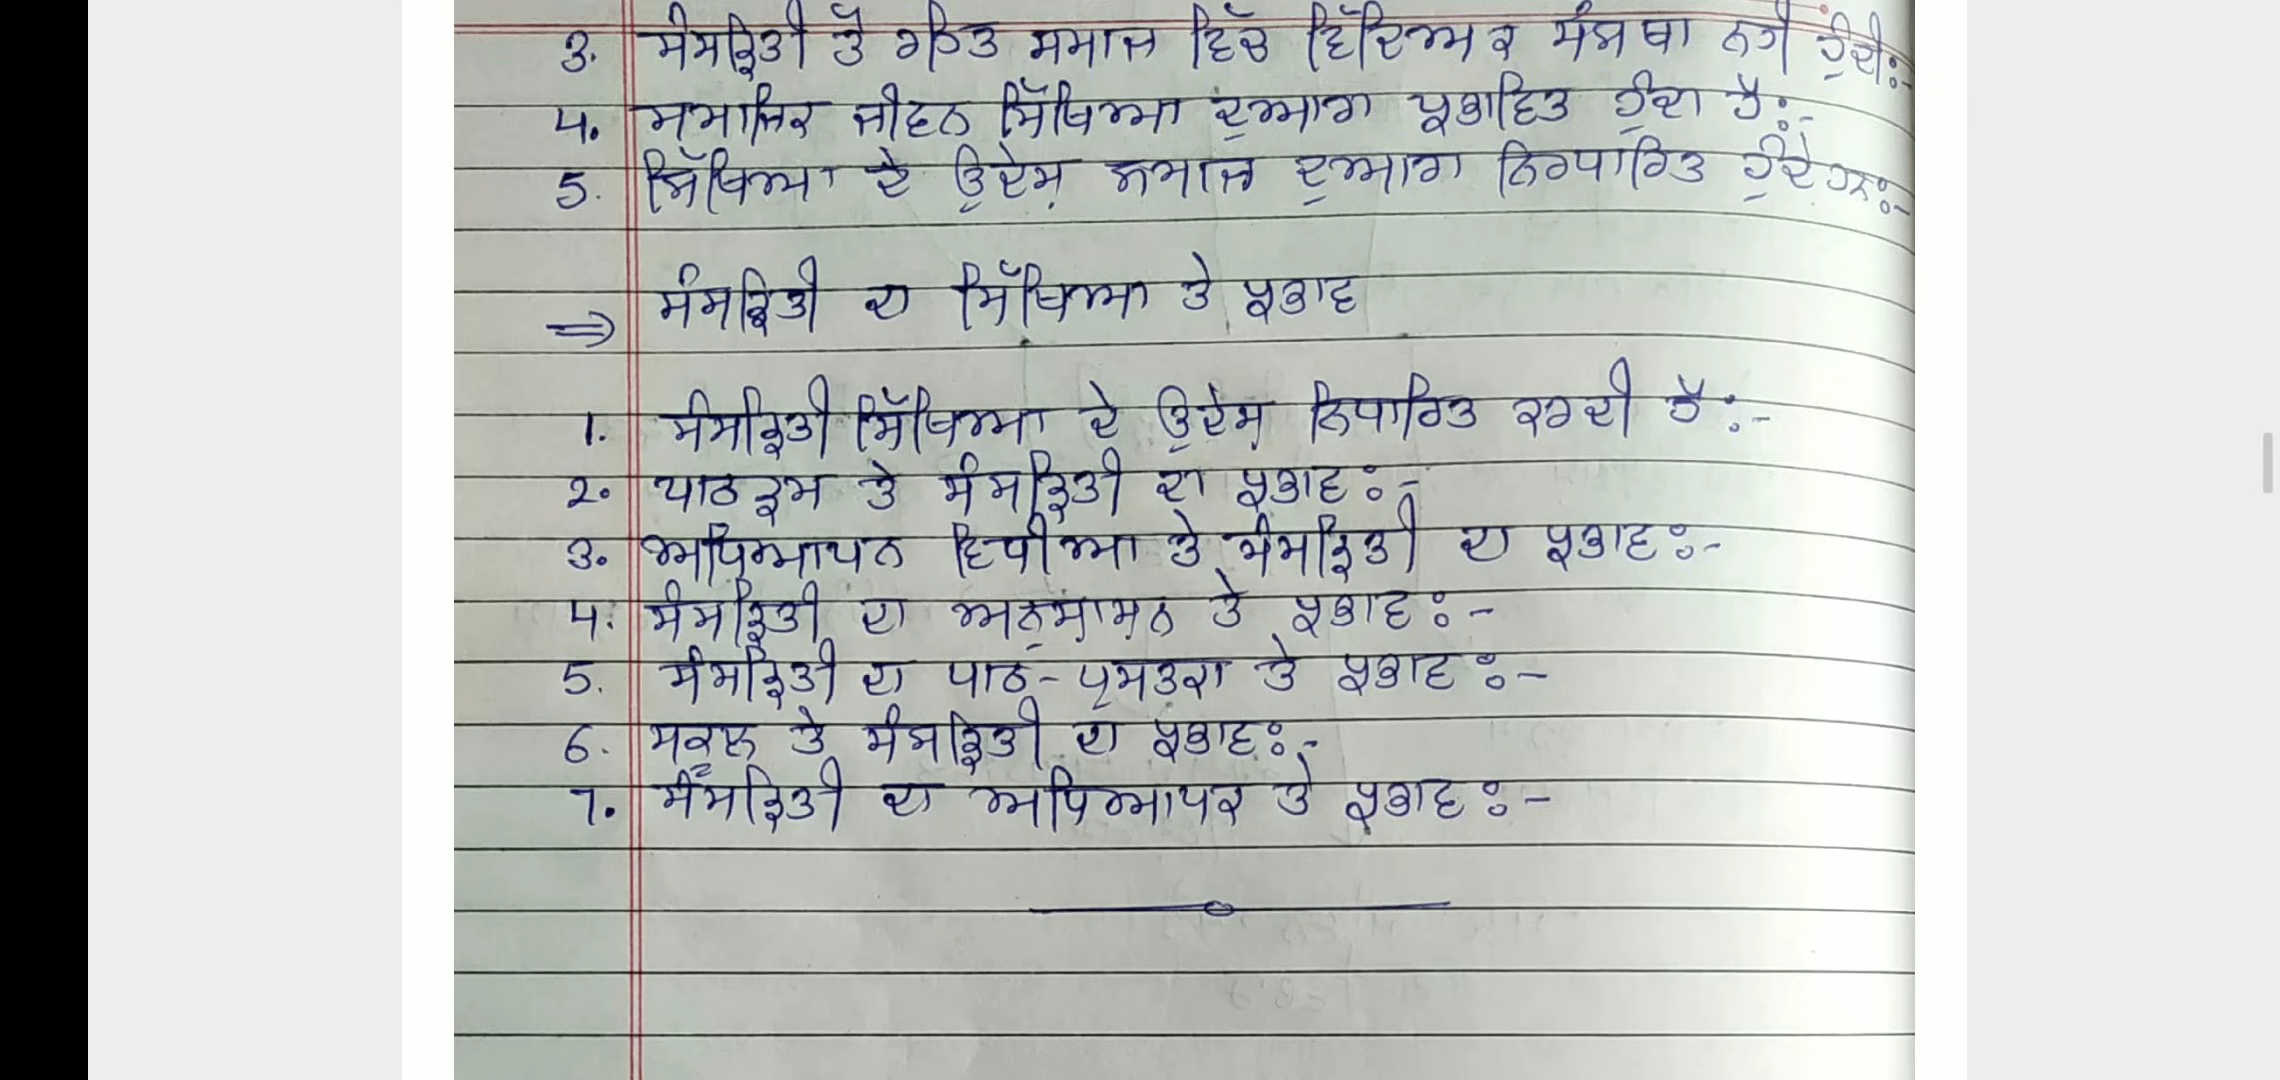 3. ਸੰਸਕ੍ਰਿਤੀ ਤੋਂ ਰਹਿਤ ਸਮਾਜ ਵਿੱਚ ਵਿੱਦਿਅਕ ਸੰਸਥਾ ਨਹੀਂ ਹੁੰਦੀ:-
4. ਸਮਾਜਿਕ ਜੀਵਨ ਸਿੱਖਿਆ ਦੁਆਰਾ ਪ੍ਰਭਾਵਿਤ ਹੁੰਦਾ ਹੈ:-
5. ਸਿੱਖਿਆ ਦੇ ਉਦੇਸ਼ ਸਮਾਜ ਦੁਆਰਾ ਨਿਰਧਾਰਿਤ ਹੁੰਦੇ ਹਨ:-
⇒ ਸੰਸਕ੍ਰਿਤੀ ਦਾ ਸਿੱਖਿਆ ਤੇ ਪ੍ਰਭਾਵ
1. ਸੰਸਕ੍ਰਿਤੀ ਸਿੱਖਿਆ ਦੇ ਉਦੇਸ਼ ਨਿਧਾਰਿਤ ਕਰਦੀ ਹੈ:-
2. ਪਾਠਕ੍ਰਮ ਤੇ ਸੰਸਕ੍ਰਿਤੀ ਦਾ ਪ੍ਰਭਾਵ:-
3. ਅਧਿਆਪਨ ਵਿਧੀਆ ਤੇ ਸੰਸਕ੍ਰਿਤੀ ਦਾ ਪ੍ਰਭਾਵ:-
4. ਸੰਸਕ੍ਰਿਤੀ ਦਾ ਅਨੁਸ਼ਾਸ਼ਨ ਤੇ ਪ੍ਰਭਾਵ:-
5. ਸੰਸਕ੍ਰਿਤੀ ਦਾ ਪਾਠ-ਪੁਸਤਕਾ ਤੇ ਪ੍ਰਭਾਵ:-
6. ਸਕੂਲ ਤੇ ਸੰਸਕ੍ਰਿਤੀ ਦਾ ਪ੍ਰਭਾਵ:-
7. ਸੰਸਕ੍ਰਿਤੀ ਦਾ ਅਧਿਆਪਕ ਤੇ ਪ੍ਰਭਾਵ:-